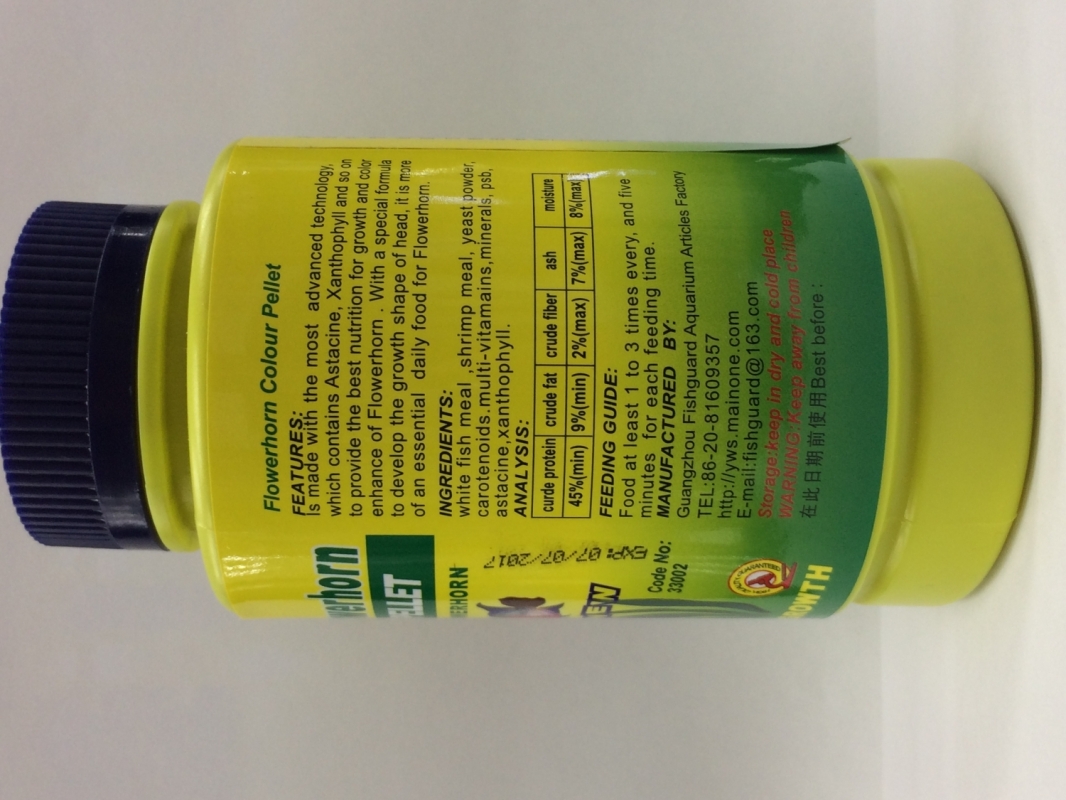 Flowerhorn Colour Pellet
FEATURES:
Is made with the most advanced technology,
which contains Astacine, Xanthophyll and so on
to provide the best nutrition for growth and color
enhance of Flowerhorn . With a special formula
to develop the growth shape of head, it is more
of an essential daily food for Flowerhorn.
INGREDIENTS:
white fish meal ,shrimp meal, yeast powder,
carotenoids.multi-vitamains,minerals, psb,
astacine,xanthophyll.
ANALYSIS:
curde protein crude fat crude fiber ash moisture
45%(min) 9%(min) 2%(max) 7%(max) 8%(max)
FEEDING GUIDE:
Food at least 1 to 3 times every, and five
minutes for each feeding time.
MANUFACTURED BY:
Guangzhou Fishguard Aquarium Articles Factory
TEL:86-20-81609357
http://yws.mainone.com
E-mail:fishguard@163.com
Storage:keep in dry and cold place
WARNING:Keep away from children
在此日期前使用Best before :
erhorn
ELLET
ERHORN
EXP: 07/07/2017
EW
Code No:
33002
ROWTH